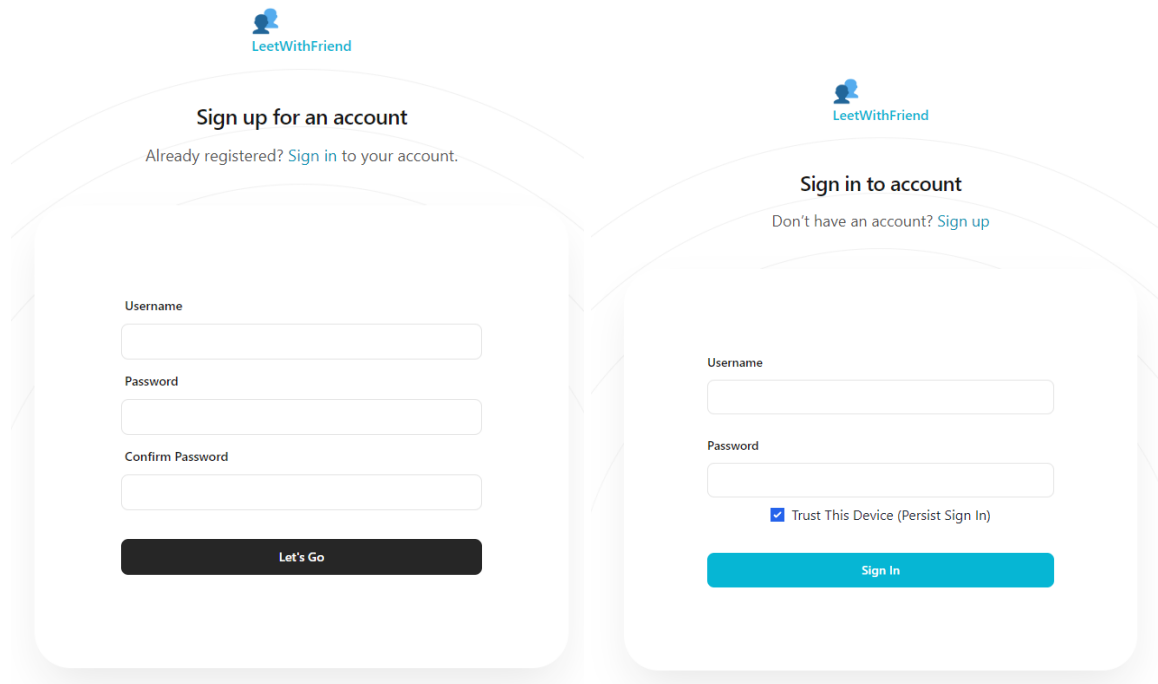 LeetWithFriend
Sign up for an account
Already registered? Sign in to your account.
Username
Password
Confirm Password
Let's Go
LeetWithFriend
Sign in to account
Don’t have an account? Sign up
Username
Password
Trust This Device (Persist Sign In)
Sign In